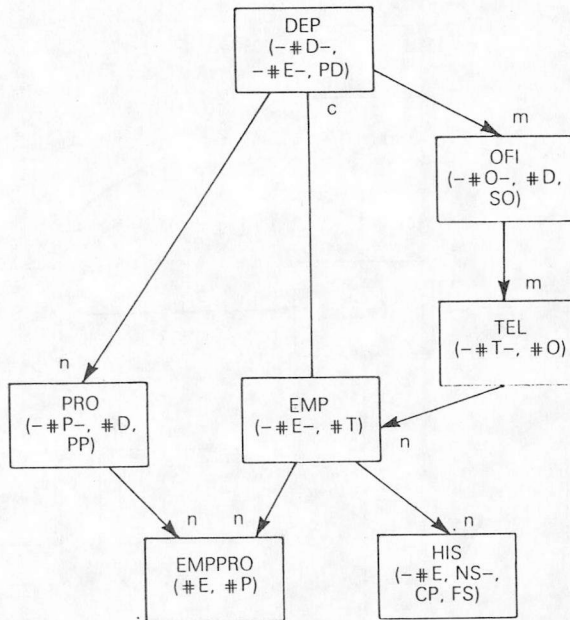 DEP
(-#D-,
-#E-, PD)
c
m
OFI
(-#O-, #D,
SO)
m
TEL
(-#T-, #O)
n
PRO
(-#P-, #D,
PP)
EMP
(-#E-, #T)
n
n
n
n
EMPPRO
(#E, #P)
HIS
(-#E, NS-,
CP, FS)